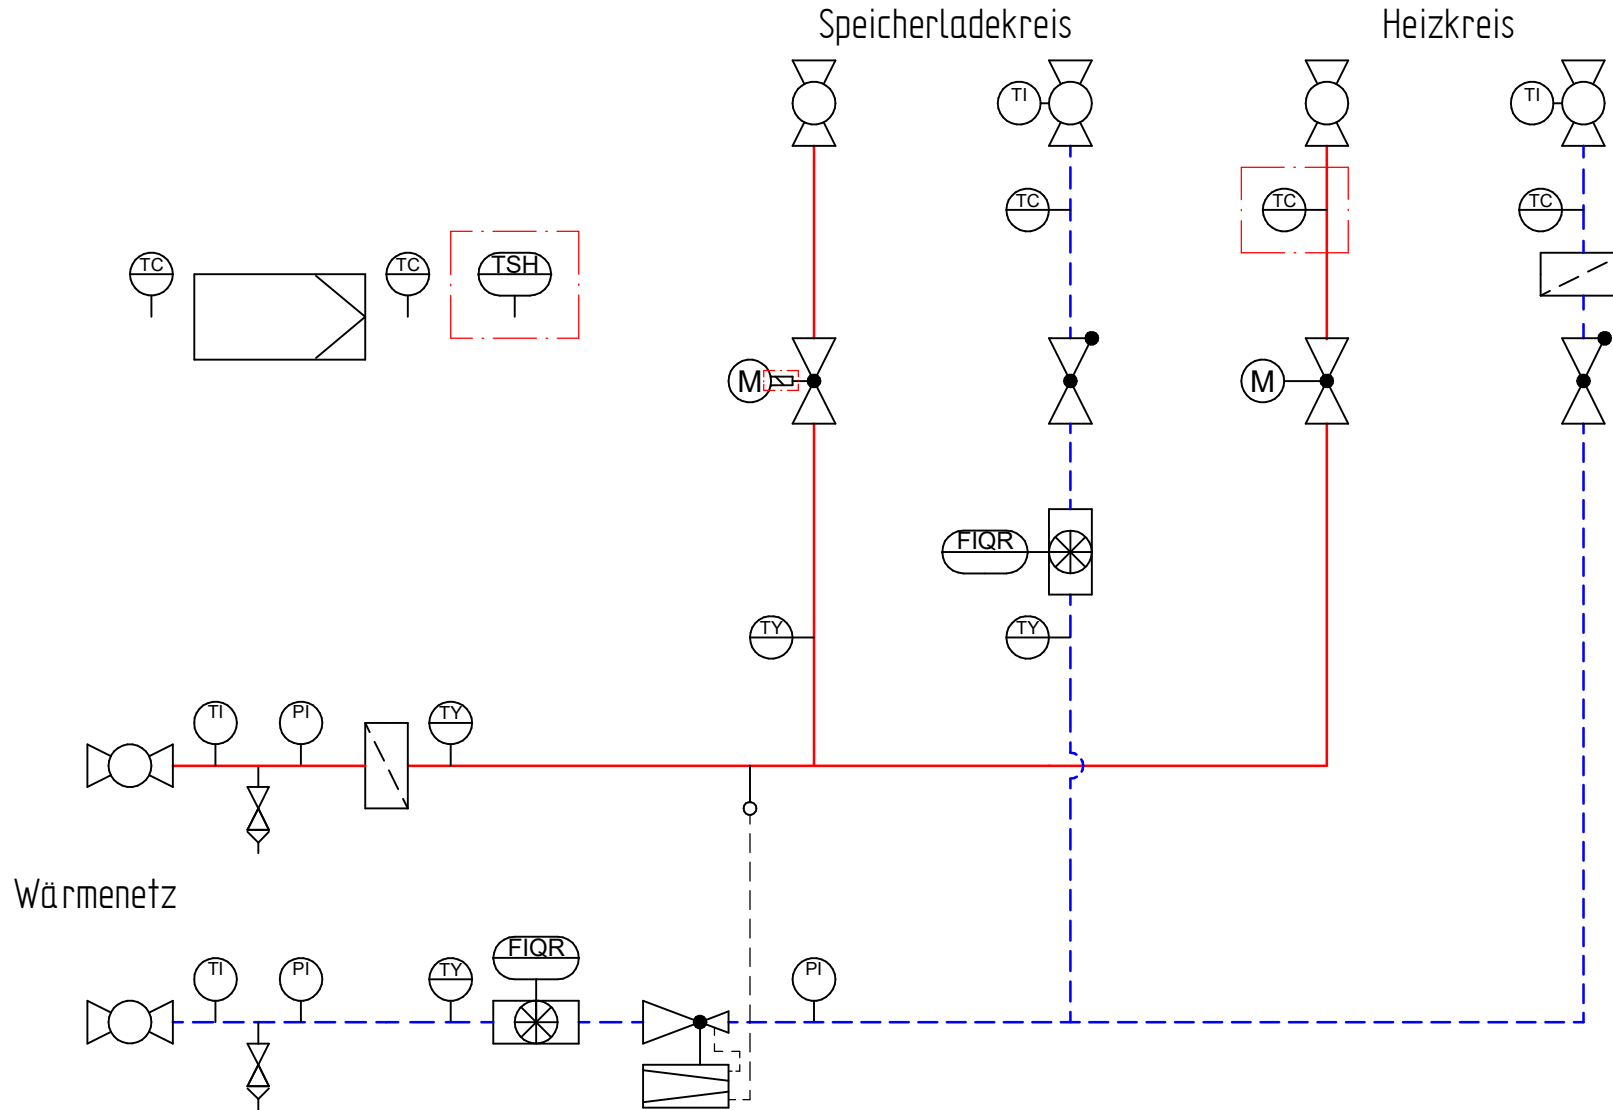 Speicherladekreis
Heizkreis
TI
TI
TC
TC
TC
TC
TC
TSH
M
M
FIQR
TY
TY
TI
PI
TY
Wärmenetz
TI
PI
TY
FIQR
PI